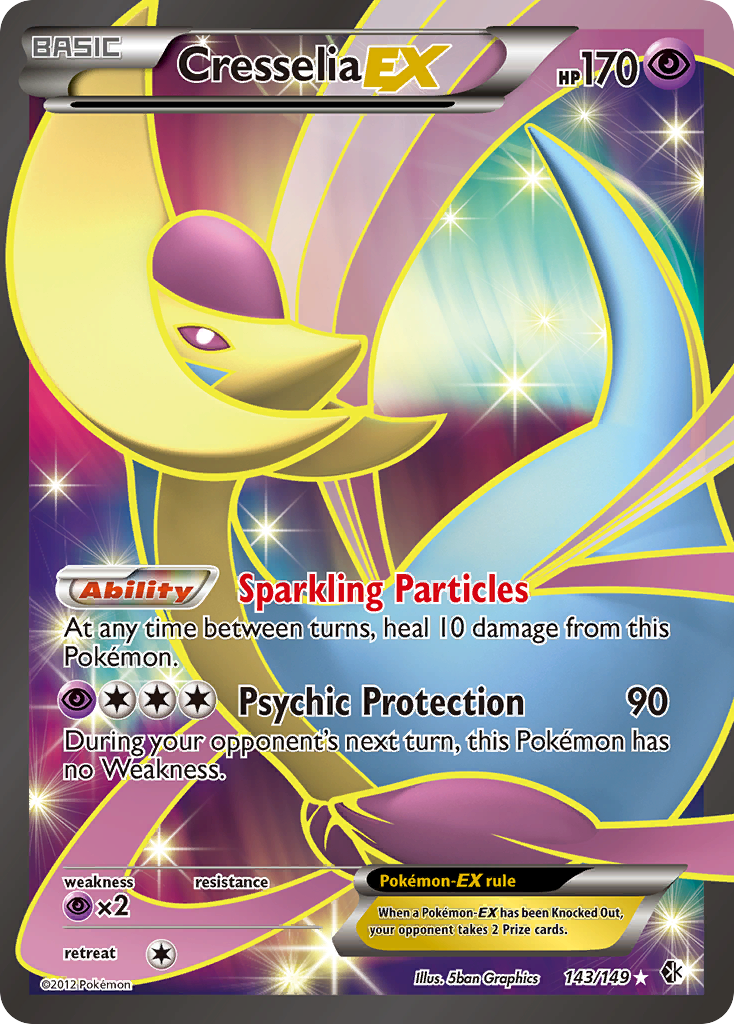 BASIC
Cresselia EX
HP170
Ability Sparkling Particles
At any time between turns, heal 10 damage from this
Pokémon.
Psychic Protection 90
During your opponent's next turn, this Pokémon has
no Weakness.
weakness resistance
×2
retreat
Pokémon-EX rule
When a Pokémon-EX has been Knocked Out,
your opponent takes 2 Prize cards.
©2012 Pokémon
Illus. 5ban Graphics
143/149